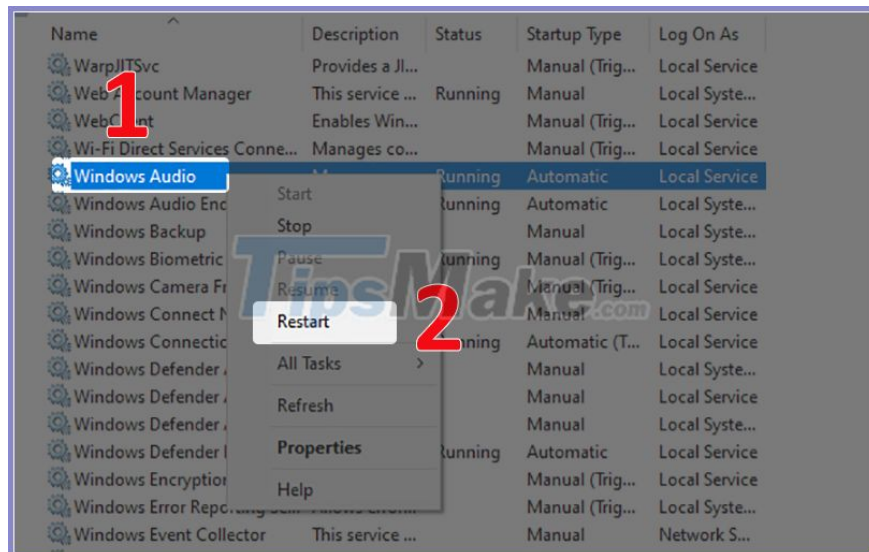 Name Description Status Startup Type Log On As
WarpJITSvc Provides a JI... Manual (Trig... Local Service
1
Web Account Manager This service ... Running Manual Local Syste...
WebClient Enables Win... Manual (Trig... Local Service
Wi-Fi Direct Services Conne... Manages co... Manual (Trig... Local Service
Windows Audio Running Automatic Local Service
Start
Windows Audio End Running Automatic Local Syste...
Stop
Windows Backup Manual Local Syste...
Windows Biometric Pause Running Manual (Trig... Local Syste...
Windows Camera Fr Resume Manual (Trig... Local Service
TipsMake.com
Windows Connect N Manual Local Service
Restart
2
Windows Connectic Running Automatic (T... Local Service
All Tasks >
Windows Defender Manual Local Syste...
Windows Defender Manual Local Service
Refresh
Windows Defender Manual Local Syste...
Properties
Windows Defender Running Automatic Local Service
Windows Encryption Manual (Trig... Local Service
Help
Windows Error Reporting Manual (Trig... Local Syste...
Windows Event Collector This service ... Manual Network S...